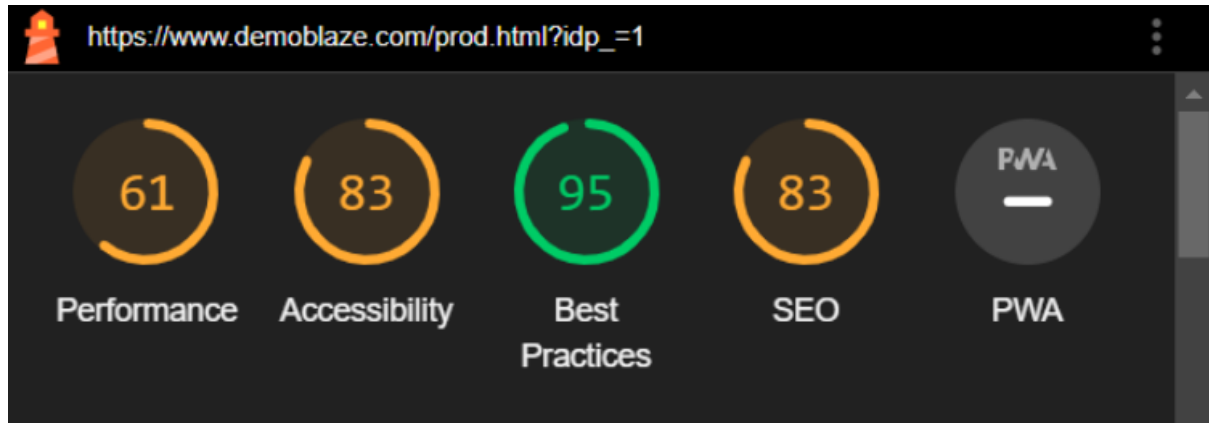 https://www.demoblaze.com/prod.html?idp_=1
61 83 95 83 PWA
Performance Accessibility Best Practices SEO PWA